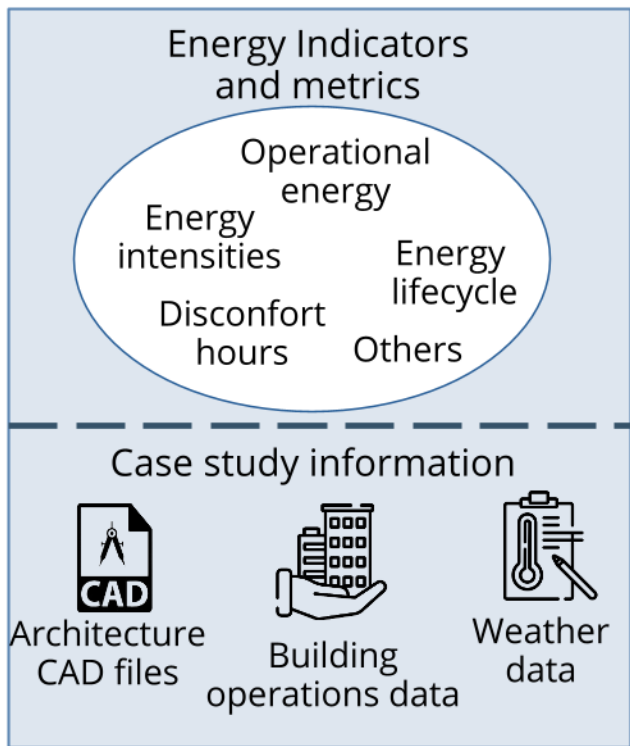 Energy Indicators
and metrics
Operational
energy
Energy
intensities
Energy
lifecycle
Disconfort
hours
Others
Case study information
CAD
Architecture
CAD files
Building
operations data
Weather
data